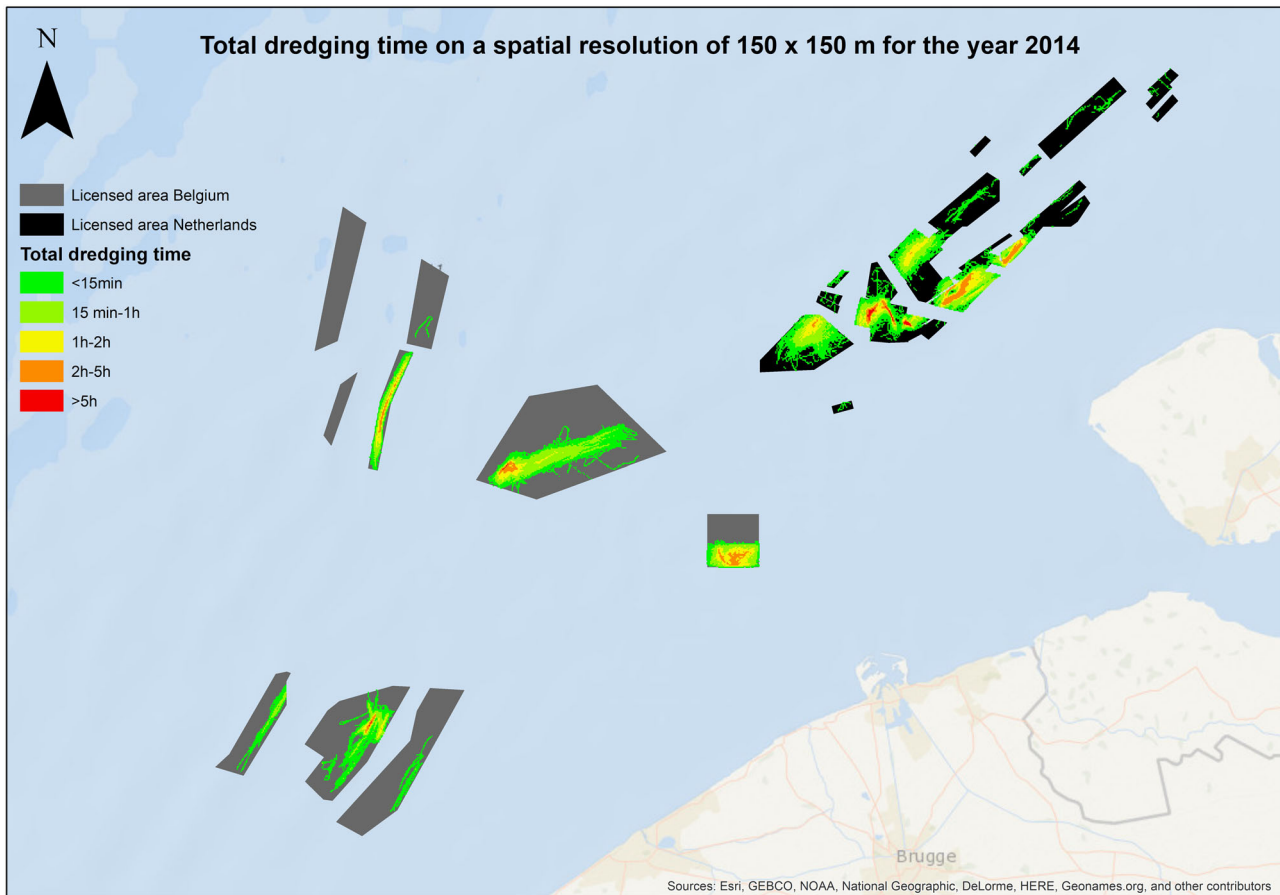 Total dredging time on a spatial resolution of 150 x 150 m for the year 2014
N
Licensed area Belgium
Licensed area Netherlands
Total dredging time
<15min
15 min-1h
1h-2h
2h-5h
>5h
Brugge
Sources: Esri, GEBCO, NOAA, National Geographic, DeLorme, HERE, Geonames.org, and other contributors